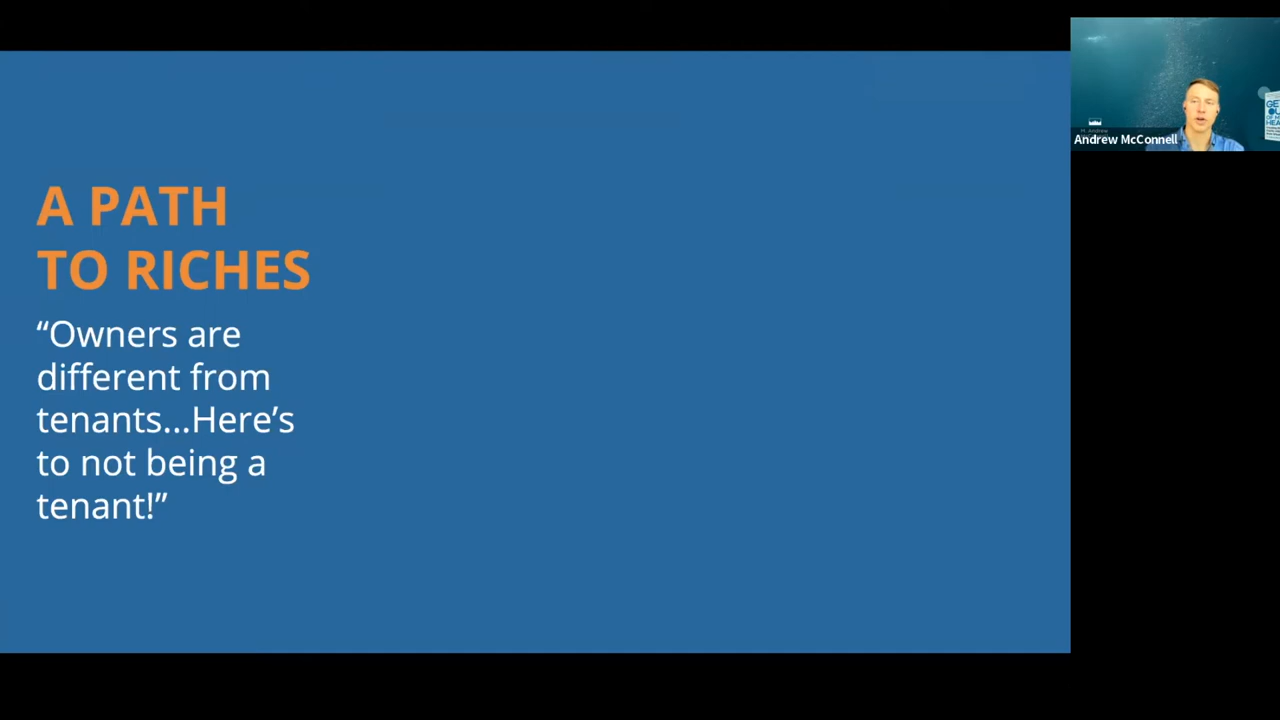 A PATH
TO RICHES
“Owners are
different from
tenants...Here’s
to not being a
tenant!”
Andrew McConnell